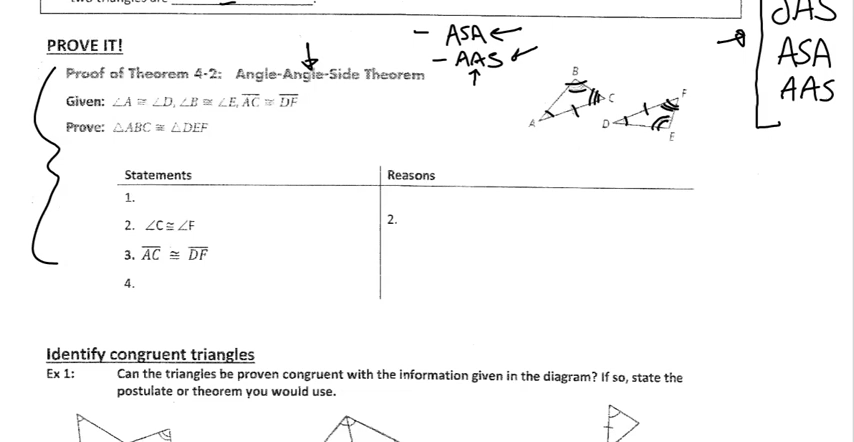 two triangles are
PROVE IT!
Proof of Theorem 4-2: Angle-Angle-Side Theorem
Given: ∠A ≅ ∠D, ∠B ≅ ∠E, AC ≅ DF
Prove: △ABC ≅ △DEF
- ASA ←
- AAS
B
C
A
F
D
E
SAS
ASA
AAS
Statements Reasons
1.
2. ∠C ≅ ∠F 2.
3. AC ≅ DF
4.
Identify congruent triangles
Ex 1: Can the triangles be proven congruent with the information given in the diagram? If so, state the
postulate or theorem you would use.